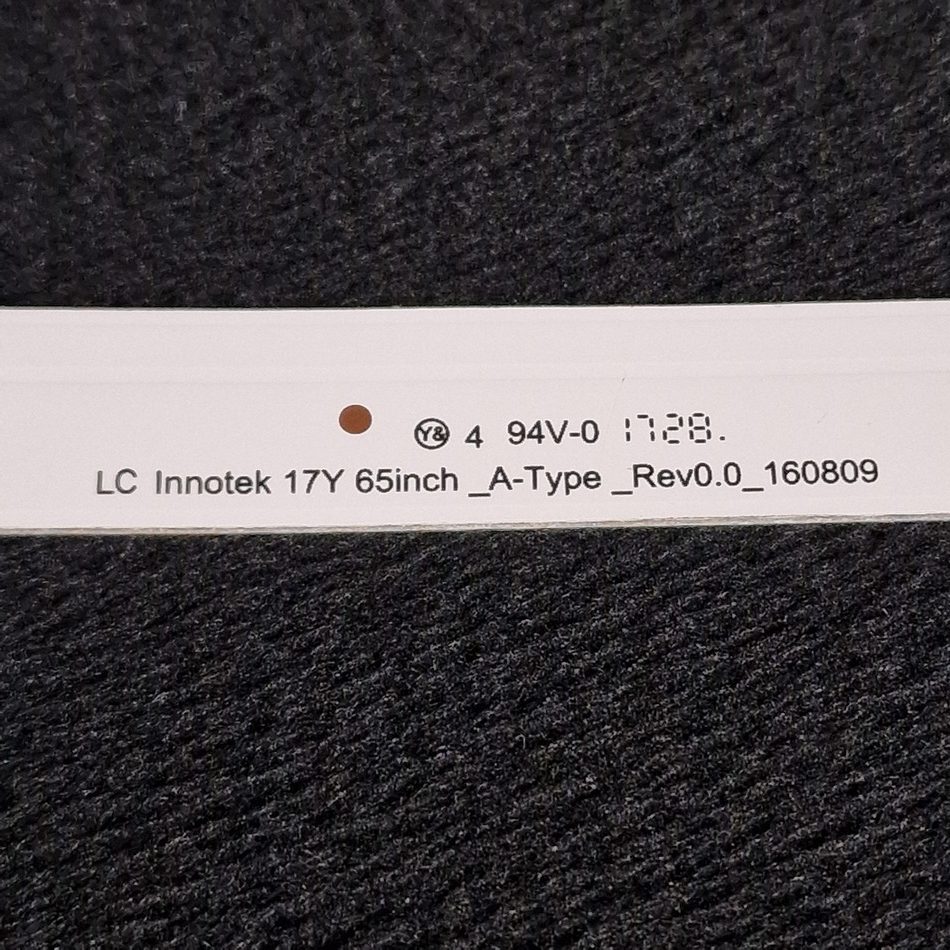 Y& 4 94V-0 1728.
LC Innotek 17Y 65inch _A-Type _Rev0.0_160809